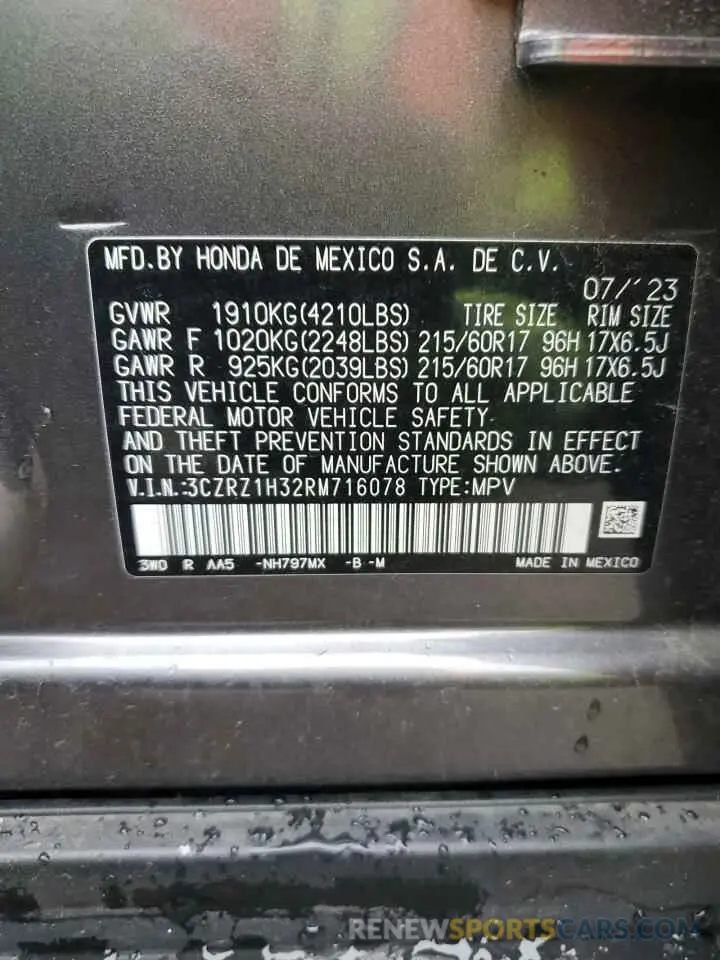 MFD.BY HONDA DE MEXICO S.A. DE C.V.
07/'23
GVWR 1910KG(4210LBS) TIRE SIZE RIM SIZE
GAWR F 1020KG(2248LBS) 215/60R17 96H 17X6.5J
GAWR R 925KG(2039LBS) 215/60R17 96H 17X6.5J
THIS VEHICLE CONFORMS TO ALL APPLICABLE
FEDERAL MOTOR VEHICLE SAFETY
AND THEFT PREVENTION STANDARDS IN EFFECT
ON THE DATE OF MANUFACTURE SHOWN ABOVE.
V.I.N.:3CZRZ1H32RM716078 TYPE:MPV
3WD R AA5 -NH797MX -B -M MADE IN MEXICO
RENEWSPORTSCARS.COM